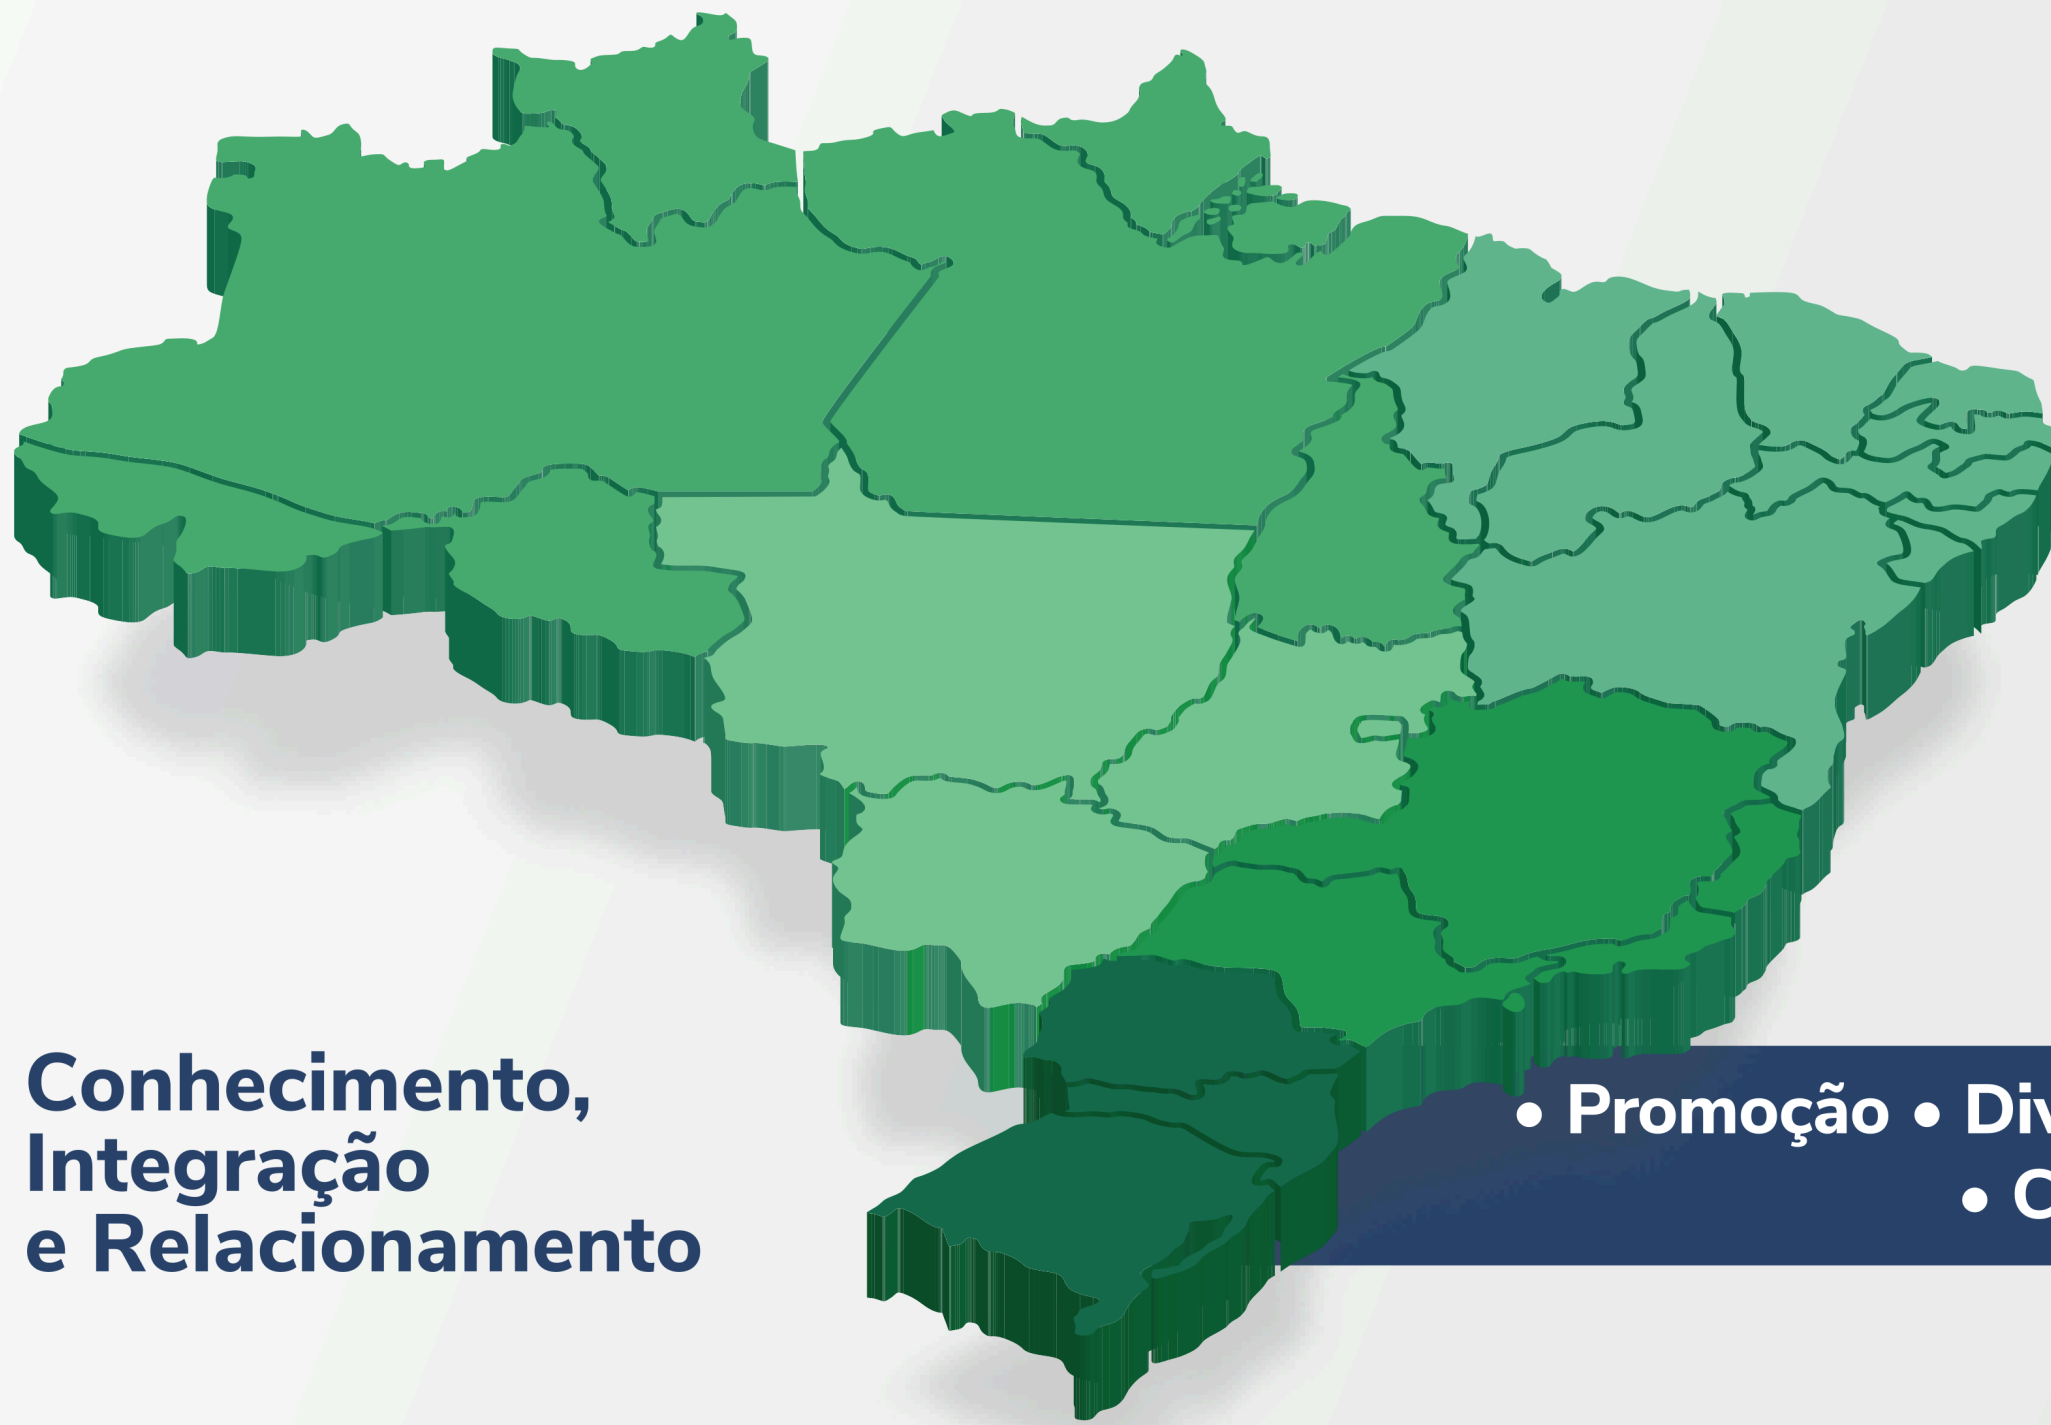 Conhecimento,
Integração
e Relacionamento
• Promoção •
•